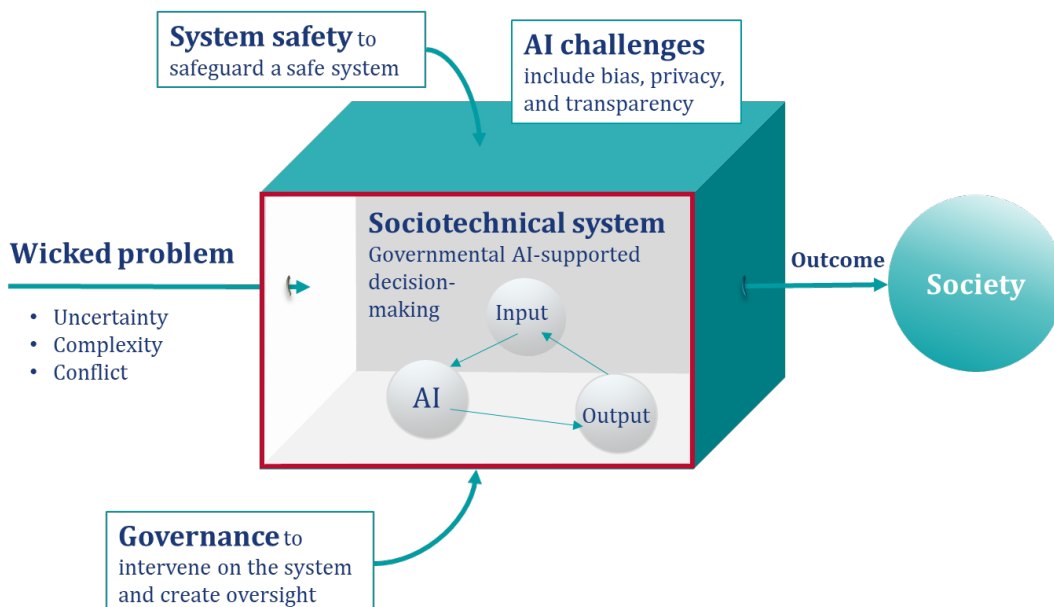 System safety to
safeguard a safe system
AI challenges
include bias, privacy,
and transparency
Wicked problem
• Uncertainty
• Complexity
• Conflict
Sociotechnical system
Governmental AI-supported
decision-
making
Input
AI
Output
Outcome
Society
Governance to
intervene on the system
and create oversight